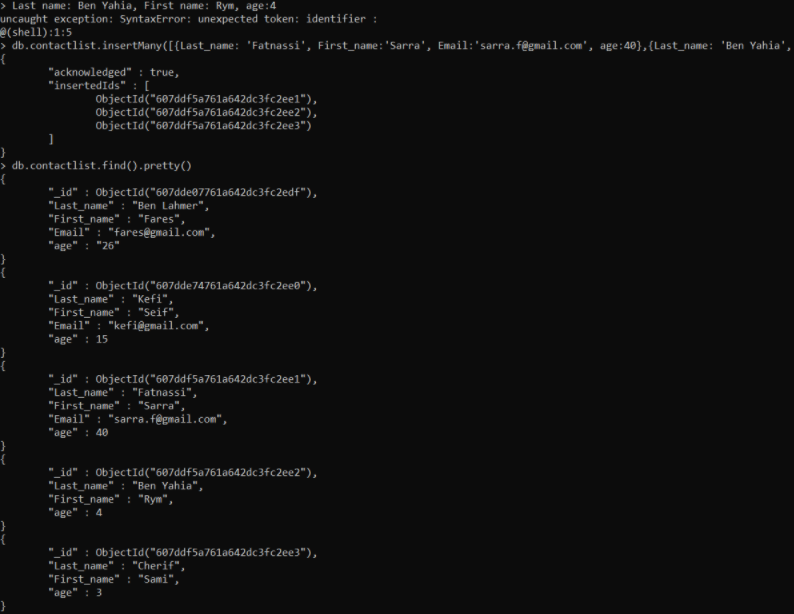 > Last name: Ben Yahia, First name: Rym, age:4
uncaught exception: SyntaxError: unexpected token: identifier :
@(shell):1:5
> db.contactlist.insertMany([{Last_name: 'Fatnassi', First_name:'Sarra', Email:'sarra.f@gmail.com', age:40},{Last_name: 'Ben Yahia',
{
        "acknowledged" : true,
        "insertedIds" : [
                ObjectId("607ddf5a761a642dc3fc2ee1"),
                ObjectId("607ddf5a761a642dc3fc2ee2"),
                ObjectId("607ddf5a761a642dc3fc2ee3")
        ]
}
> db.contactlist.find().pretty()
{
        "_id" : ObjectId("607dde07761a642dc3fc2edf"),
        "Last_name" : "Ben Lahmer",
        "First_name" : "Fares",
        "Email" : "fares@gmail.com",
        "age" : "26"
}
{
        "_id" : ObjectId("607dde74761a642dc3fc2ee0"),
        "Last_name" : "Kefi",
        "First_name" : "Seif",
        "Email" : "kefi@gmail.com",
        "age" : 15
}
{
        "_id" : ObjectId("607ddf5a761a642dc3fc2ee1"),
        "Last_name" : "Fatnassi",
        "First_name" : "Sarra",
        "Email" : "sarra.f@gmail.com",
        "age" : 40
}
{
        "_id" : ObjectId("607ddf5a761a642dc3fc2ee2"),
        "Last_name" : "Ben Yahia",
        "First_name" : "Rym",
        "age" : 4
}
{
        "_id" : ObjectId("607ddf5a761a642dc3fc2ee3"),
        "Last_name" : "Cherif",
        "First_name" : "Sami",
        "age" : 3
}